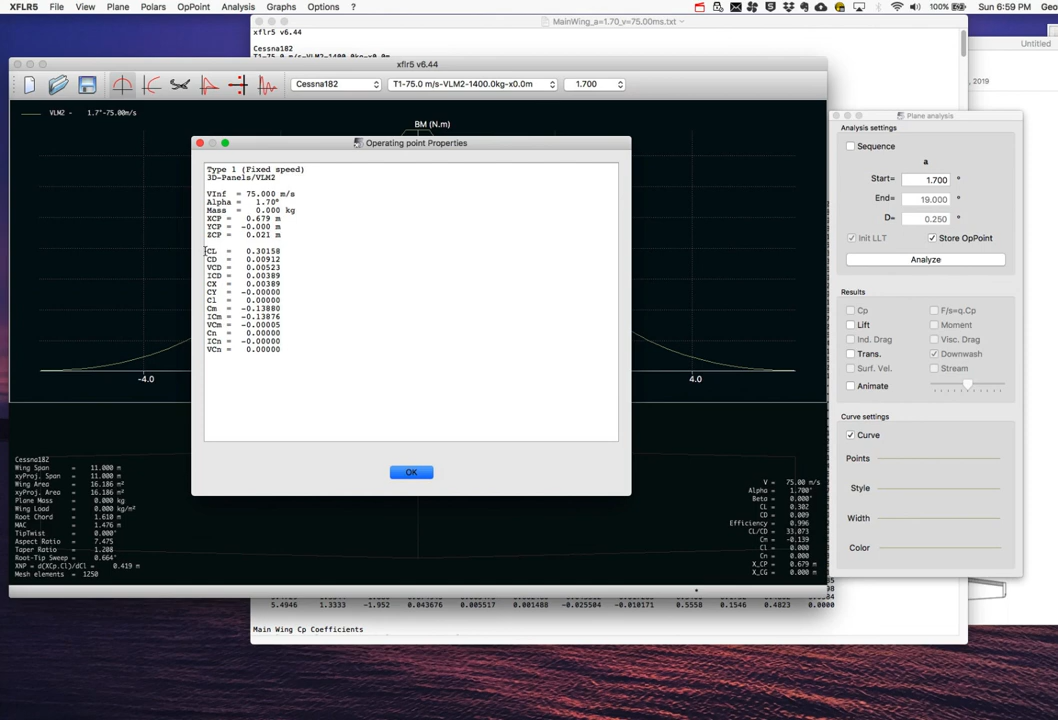 XFLR5 File View Plane Polars OpPoint Analysis Graphs Options ? 100% Sun 6:59 PM Geo
MainWing_a=1.70_v=75.00ms.txt
xflr5 v6.44
Cessna182
Untitled
, 2019
xflr5 v6.44
Cessna182 T1-75.0 m/s-VLM2-1400.0kg-x0.0m 1.700
VLM2 - 1.7°-75.00m/s
BM (N.m)
-4.0 4.0
Operating point Properties
Type 1 (Fixed speed)
3D-Panels/VLM2
VInf = 75.000 m/s
Alpha = 1.70°
Mass = 0.000 kg
XCP = 0.679 m
YCP = -0.000 m
ZCP = 0.021 m
CL = 0.30158
CD = 0.00912
VCD = 0.00523
ICD = 0.00389
CX = 0.00389
CY = -0.00000
Cl = 0.00000
Cm = -0.13880
ICm = -0.13876
VCm = -0.00005
Cn = 0.00000
ICn = -0.00000
VCn = 0.00000
OK
Cessna182
Wing Span = 11.000 m
xyProj. Span = 11.000 m
Wing Area = 16.186 m²
xyProj. Area = 16.186 m²
Plane Mass = 0.000 kg
Wing Load = 0.000 kg/m²
Root Chord = 1.610 m
MAC = 1.476 m
TipTwist = 0.000°
Aspect Ratio = 7.475
Taper Ratio = 1.208
Root-Tip Sweep = 0.664°
XNP = d(XCp.Cl)/dCl = 0.419 m
Mesh elements = 1250
V = 75.00 m/s
Alpha = 1.700°
Beta = 0.000°
CL = 0.302
CD = 0.009
Efficiency = 0.996
CL/CD = 33.073
Cm = -0.139
Cl = 0.000
Cn = 0.000
X_CP = 0.679 m
X_CG = 0.000 m
Plane analysis
Analysis settings
Sequence
a
Start= 1.700 °
End= 19.000 °
D= 0.250 °
Init LLT Store OpPoint
Analyze
Results
Cp F/s=q.Cp
Lift Moment
Ind. Drag Visc. Drag
Trans. Downwash
Surf. Vel. Stream
Animate
Curve settings
Curve
Points
Style
Width
Color
5.4946 1.3333 -1.952 0.043676 0.005517 0.001488 -0.025504 -0.010171 0.5558 0.1546 0.4823 0.0000
Main Wing Cp Coefficients